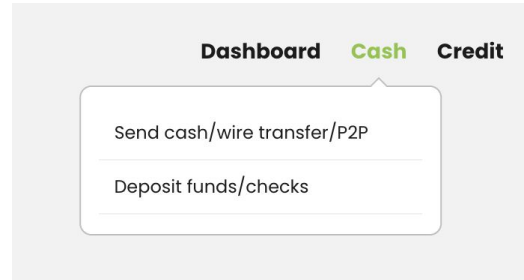 Dashboard Cash Credit
Send cash/wire transfer/P2P
Deposit funds/checks